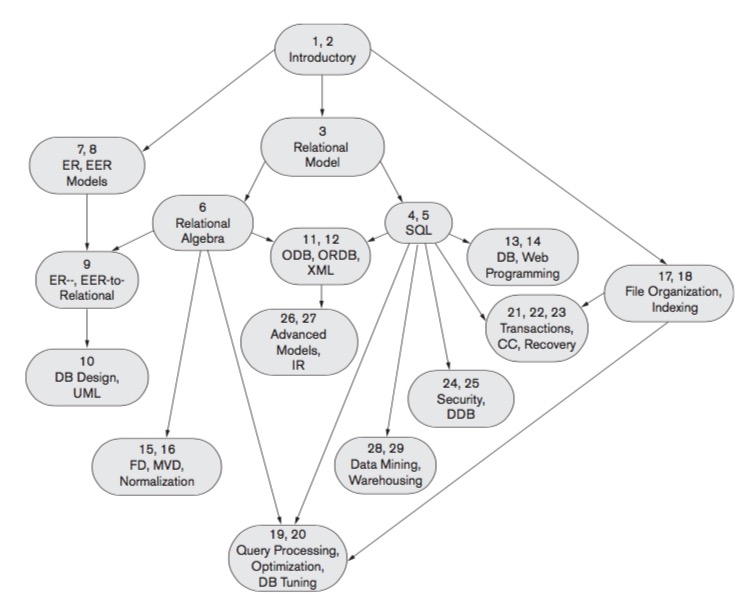 1, 2
Introductory
3
Relational
Model
7, 8
ER, EER
Models
6
Relational
Algebra
4, 5
SQL
11, 12
ODB, ORDB,
XML
13, 14
DB, Web
Programming
9
ER--, EER-to-
Relational
17, 18
File Organization,
Indexing
26, 27
Advanced
Models,
IR
21, 22, 23
Transactions,
CC, Recovery
10
DB Design,
UML
24, 25
Security,
DDB
15, 16
FD, MVD,
Normalization
28, 29
Data Mining,
Warehousing
19, 20
Query Processing,
Optimization,
DB Tuning